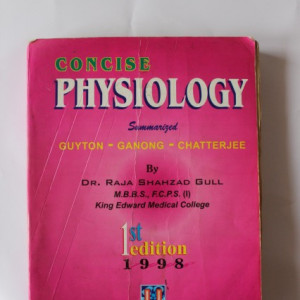 CONCISE
PHYSIOLOGY
Summarized
GUYTON - GANONG - CHATTERJEE
By
DR. RAJA SHAHZAD GULL
M.B.B.S., F.C.P.S. (I)
King Edward Medical College
1st
edition
1998